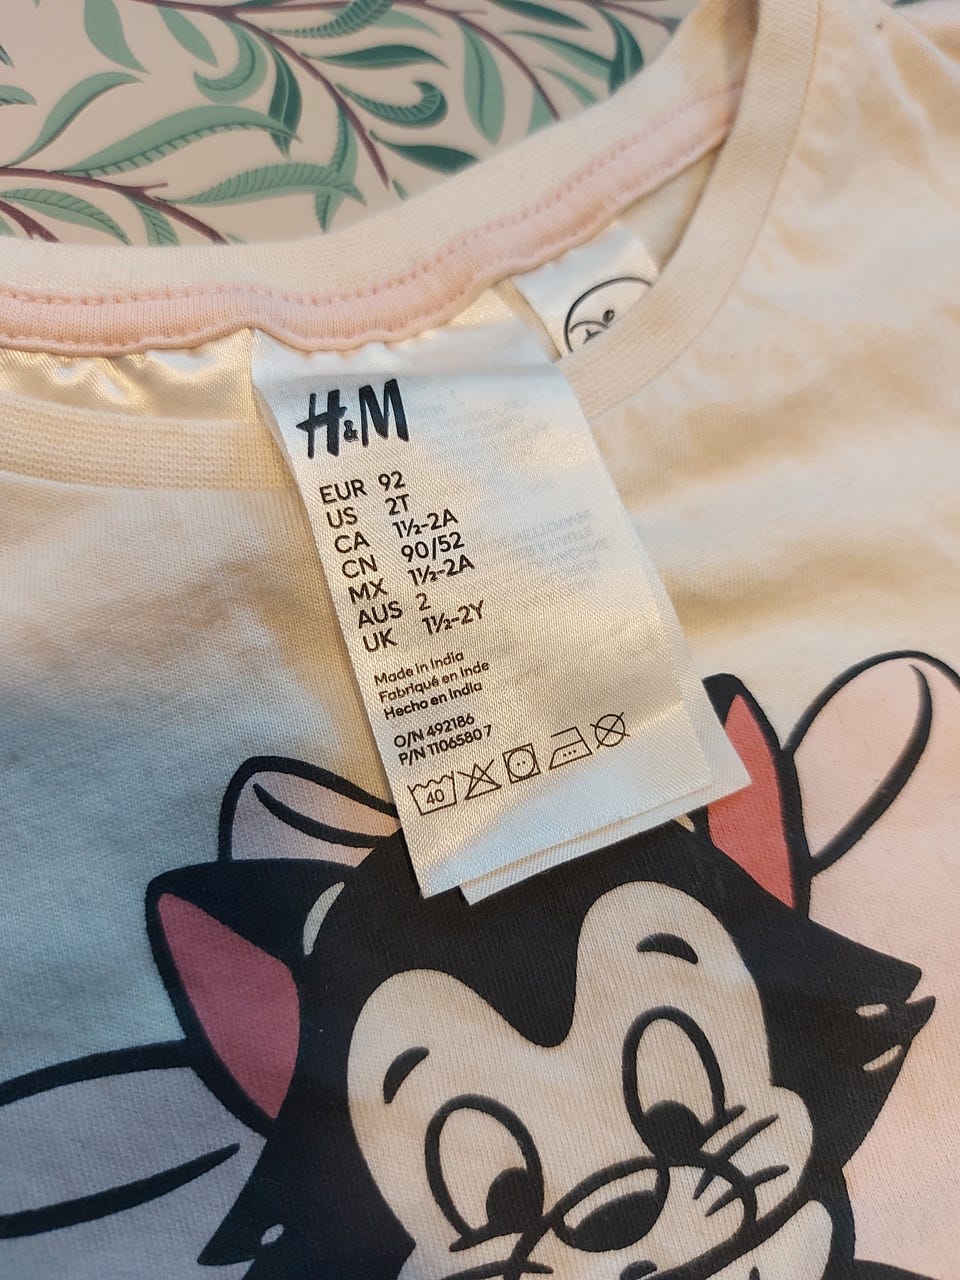 H&M
EUR 92
US 2T
CA 1½-2A
CN 90/52
MX 1½-2A
AUS 2
UK 1½-2Y
Made in India
Fabriqué en Inde
Hecho en India
O/N 492186
P/N 1106580 7
40